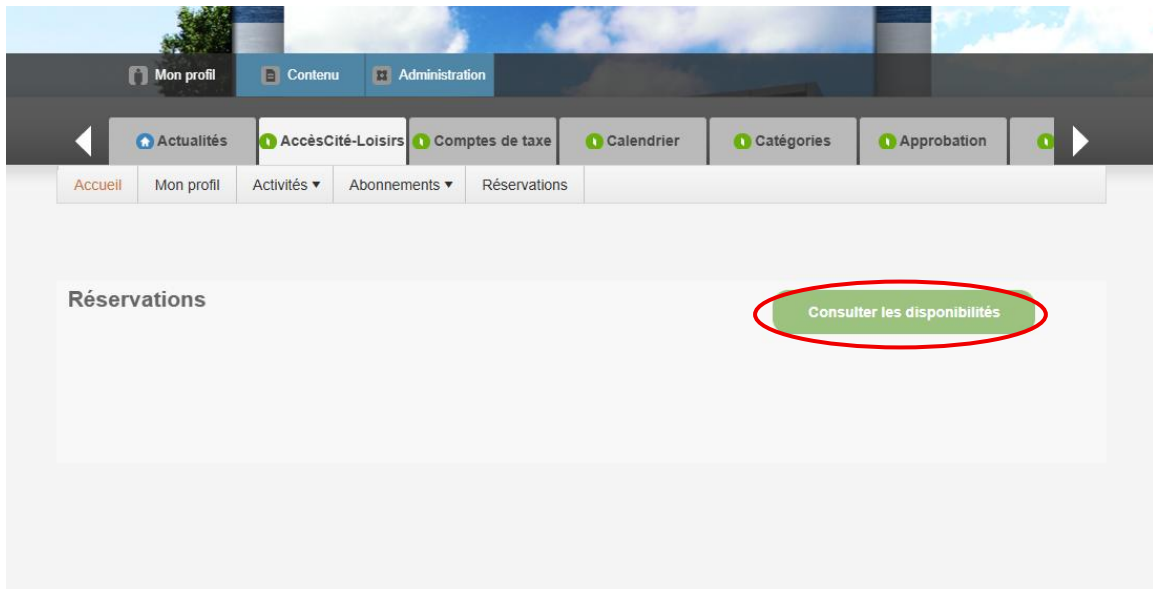 Mon profil Contenu Administration
Actualités AccèsCité-Loisirs Comptes de taxe Calendrier Catégories Approbation
Accueil Mon profil Activités ▼ Abonnements ▼ Réservations
Réservations Consulter les disponibilités